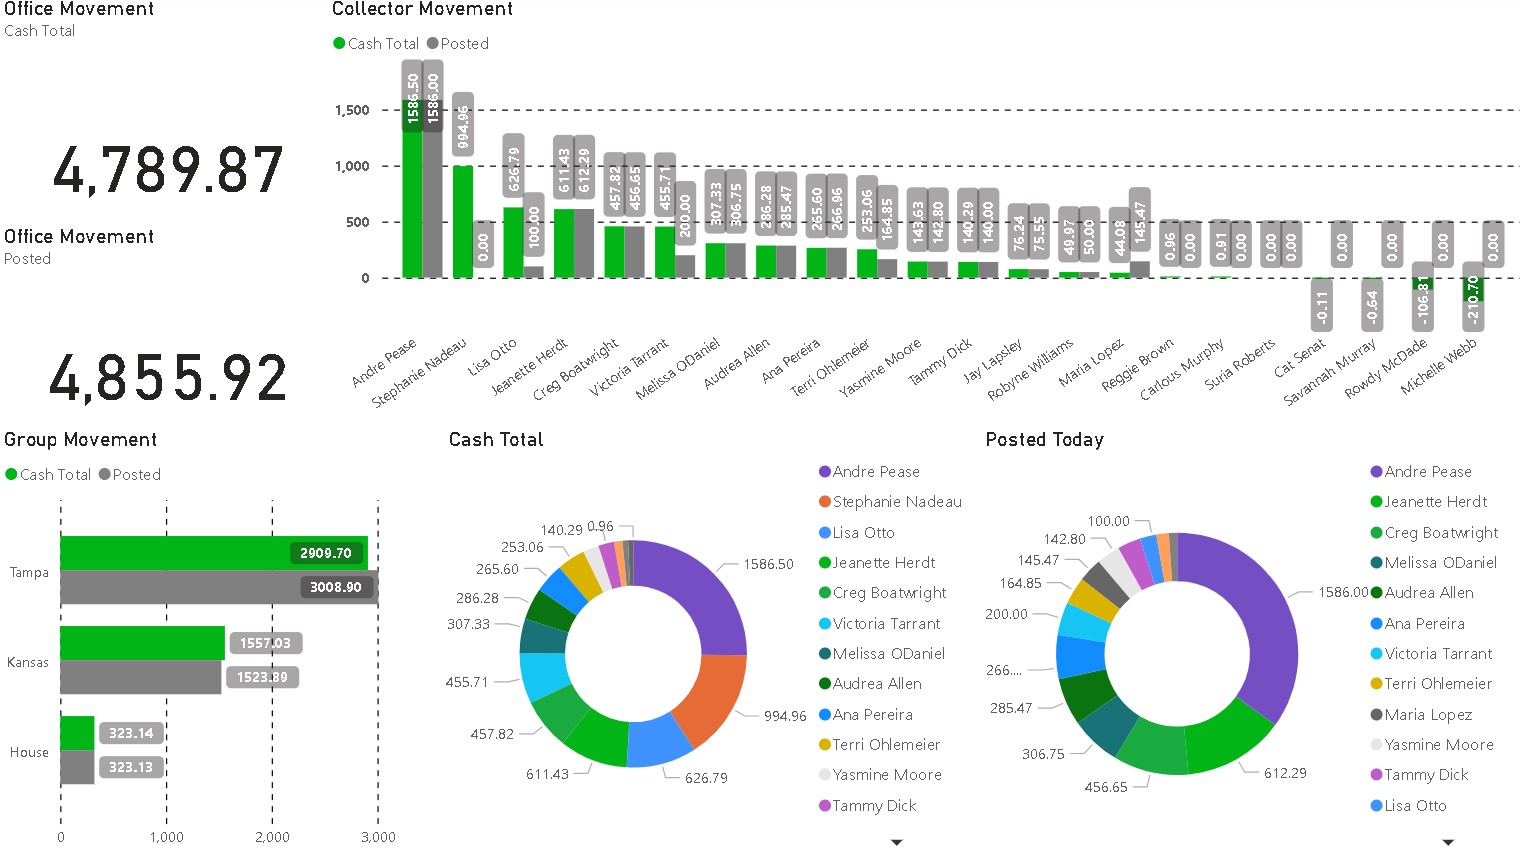 Office Movement
Cash Total
4,789.87
Office Movement
Posted
4,855.92
Collector Movement
Cash Total Posted
1,500
1,000
500
0
1586.50 1586.00
994.96 0.00
626.79 100.00
611.43 612.29
457.82 456.65
455.71 200.00
307.33 306.75
286.28 285.47
265.60 266.96
253.06 164.85
143.63 142.80
140.29 140.00
76.24 75.55
49.97 50.00
44.08 145.47
0.96 0.00
0.91 0.00
0.00 0.00
-0.11 0.00
-0.64 0.00
-106.81 0.00
-210.70 0.00
Andre Pease
Stephanie Nadeau
Lisa Otto
Jeanette Herdt
Creg Boatwright
Victoria Tarrant
Melissa ODaniel
Audrea Allen
Ana Pereira
Terri Ohlemeier
Yasmine Moore
Tammy Dick
Jay Lapsley
Robyne Williams
Maria Lopez
Reggie Brown
Carlous Murphy
Suria Roberts
Cat Senat
Savannah Murray
Rowdy McDade
Michelle Webb
Group Movement
Cash Total Posted
Tampa
2909.70
3008.90
Kansas
1557.03
1523.89
House
323.14
323.13
0 1,000 2,000 3,000
Cash Total
140.29 0.96
253.06
265.60
286.28
307.33
455.71
457.82
611.43
626.79
994.96
1586.50
Andre Pease
Stephanie Nadeau
Lisa Otto
Jeanette Herdt
Creg Boatwright
Victoria Tarrant
Melissa ODaniel
Audrea Allen
Ana Pereira
Terri Ohlemeier
Yasmine Moore
Tammy Dick
Posted Today
100.00
142.80
145.47
164.85
200.00
266....
285.47
306.75
456.65
612.29
1586.00
Andre Pease
Jeanette Herdt
Creg Boatwright
Melissa ODaniel
Audrea Allen
Ana Pereira
Victoria Tarrant
Terri Ohlemeier
Maria Lopez
Yasmine Moore
Tammy Dick
Lisa Otto